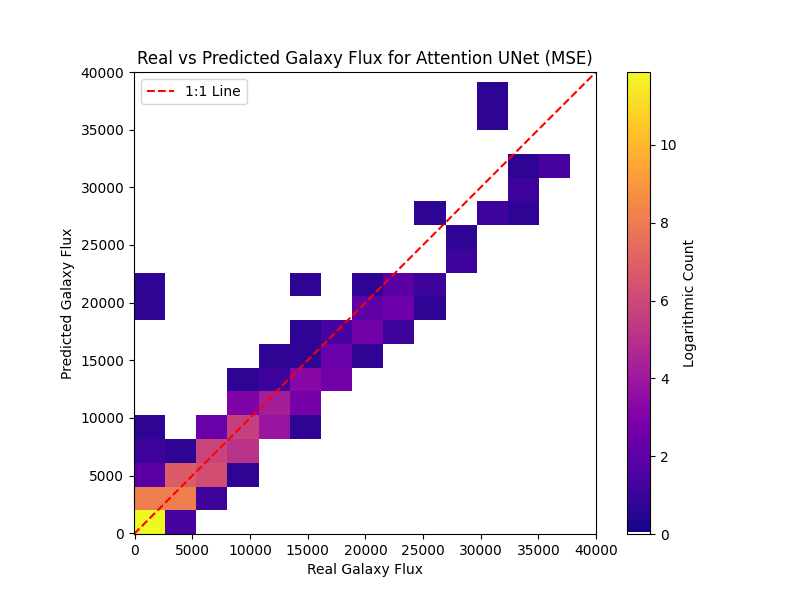 Real vs Predicted Galaxy Flux for Attention UNet (MSE)
1:1 Line
40000
35000
30000
25000
20000
15000
10000
5000
0
Predicted Galaxy Flux
0 5000 10000 15000 20000 25000 30000 35000 40000
Real Galaxy Flux
10
8
6
4
2
0
Logarithmic Count